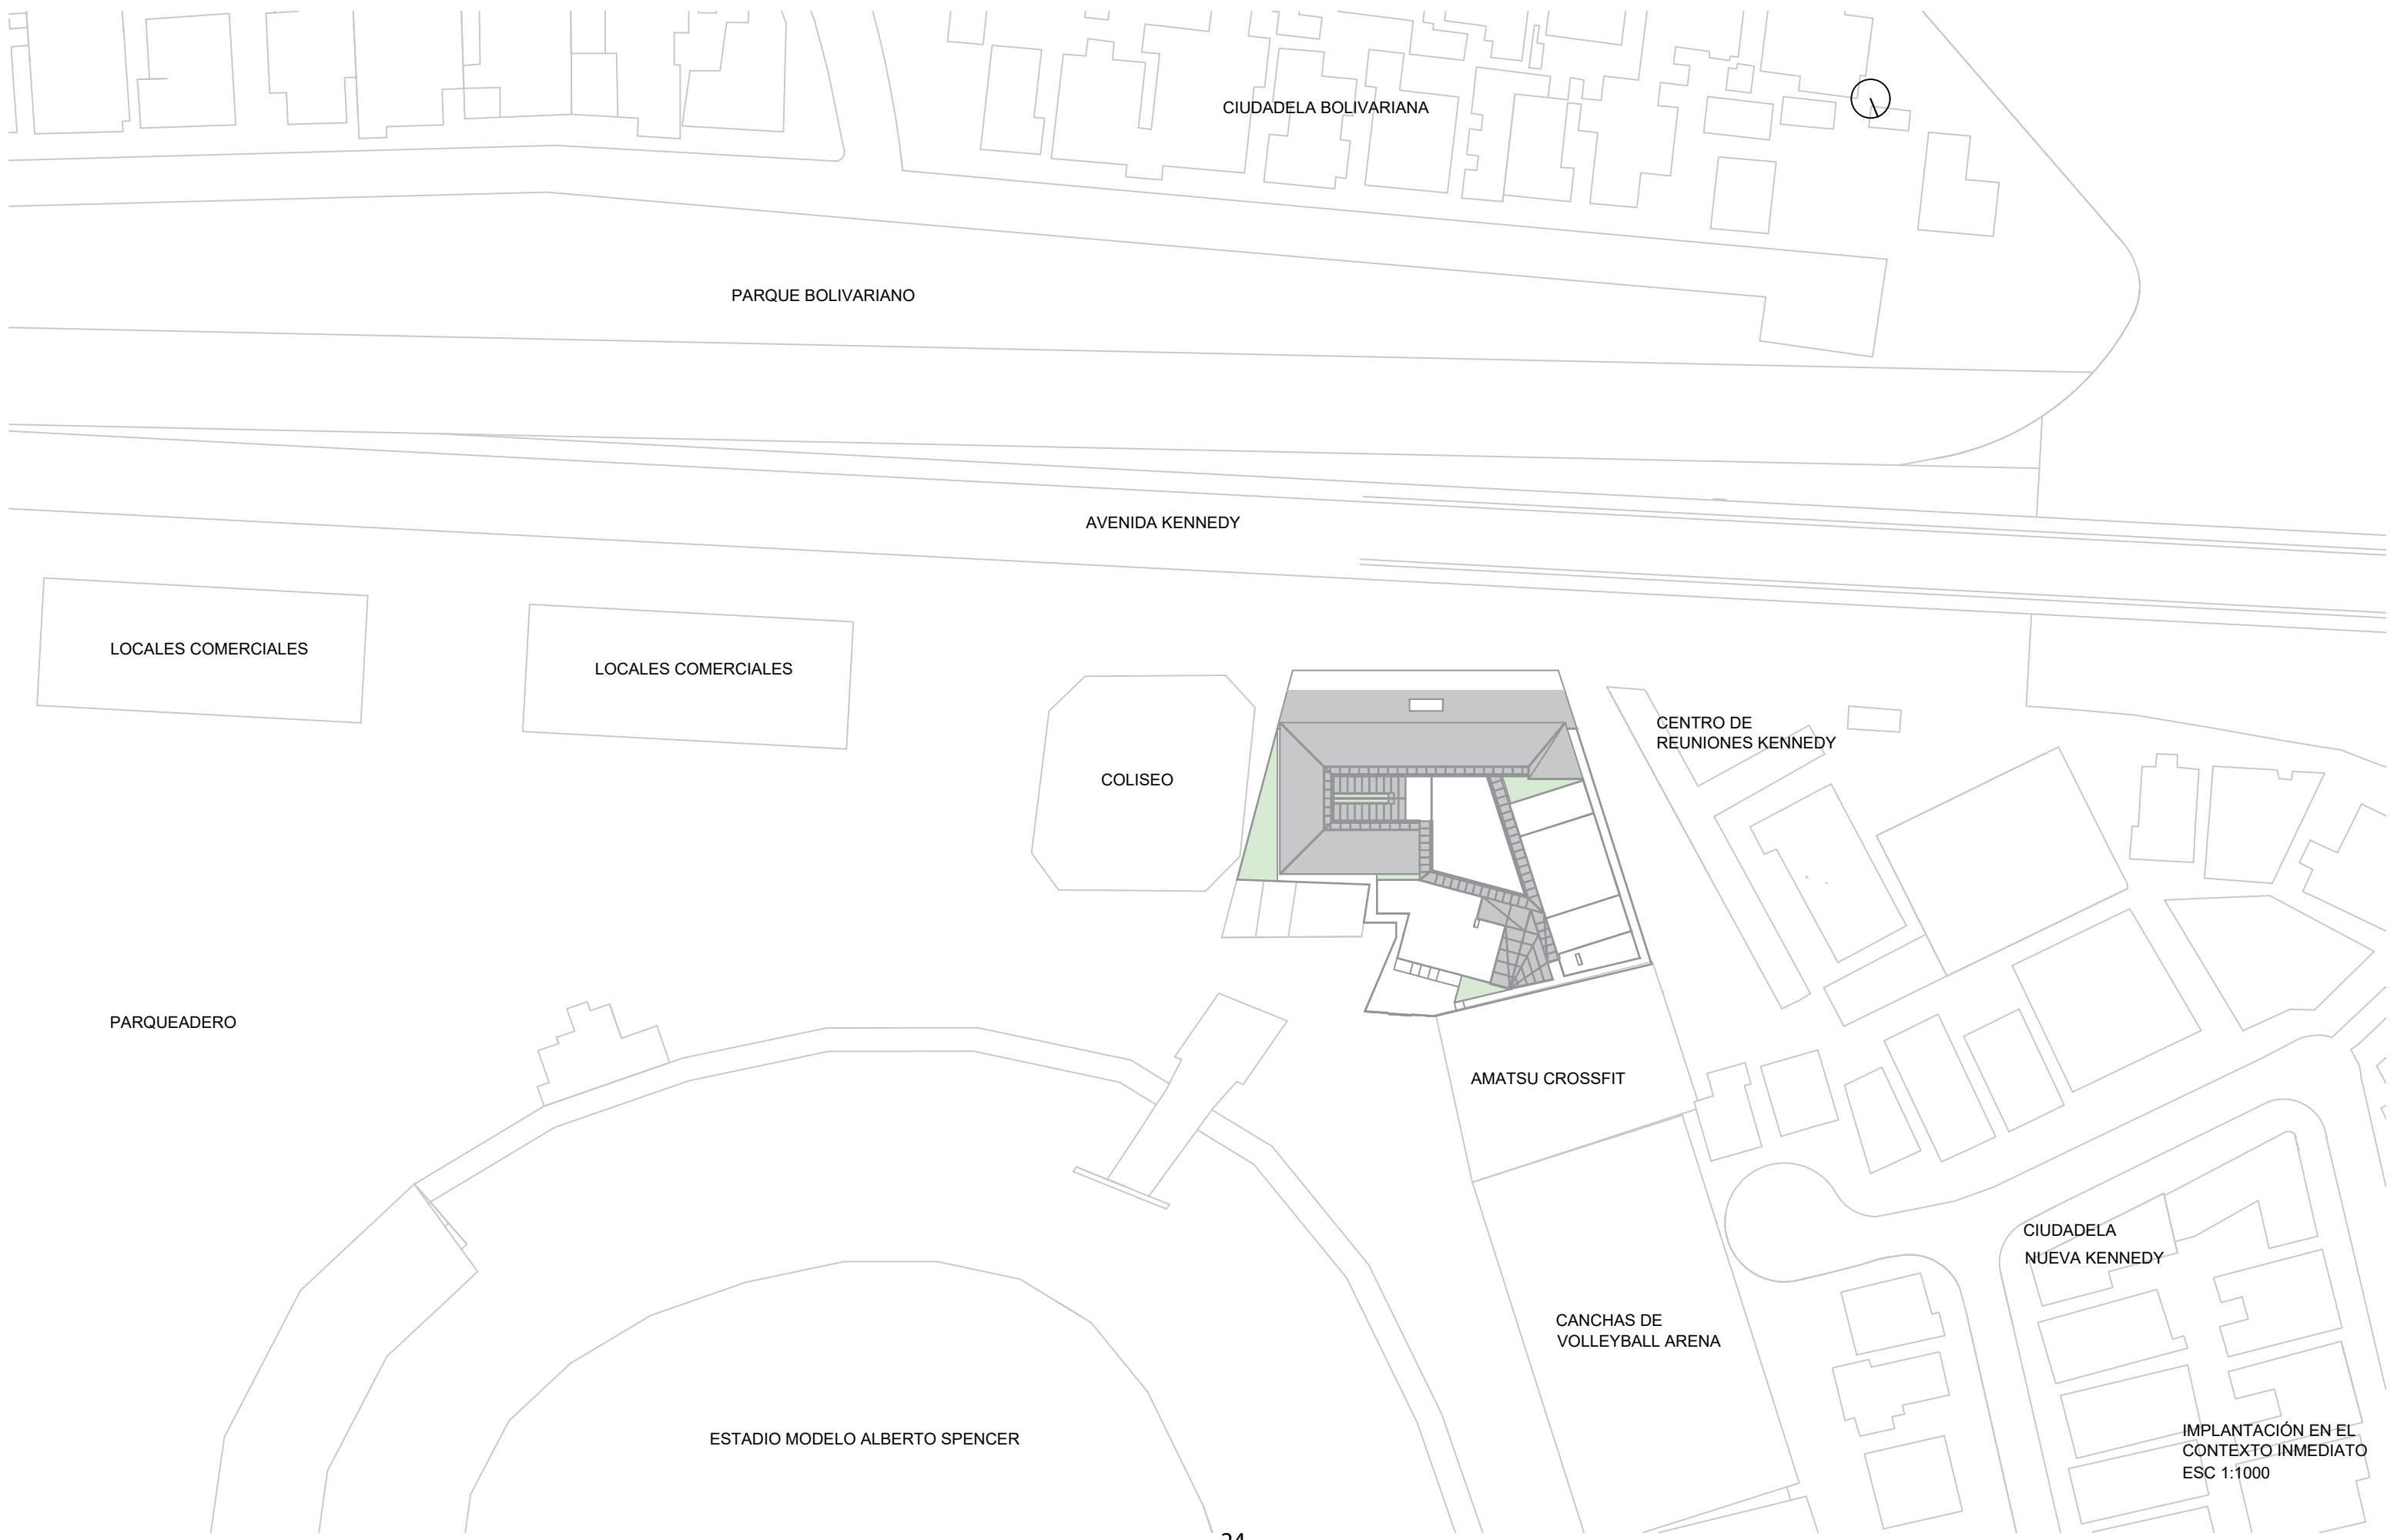 CIUDADELA BOLIVARIANA
PARQUE BOLIVARIANO
AVENIDA KENNEDY
LOCALES COMERCIALES
LOCALES COMERCIALES
CENTRO DE
REUNIONES KENNEDY
COLISEO
PARQUEADERO
AMATSU CROSSFIT
CIUDADELA
NUEVA KENNEDY
CANCHAS DE
VOLLEYBALL ARENA
ESTADIO MODELO ALBERTO SPENCER
IMPLANTACIÓN EN EL
CONTEXTO INMEDIATO
ESC 1:1000
24